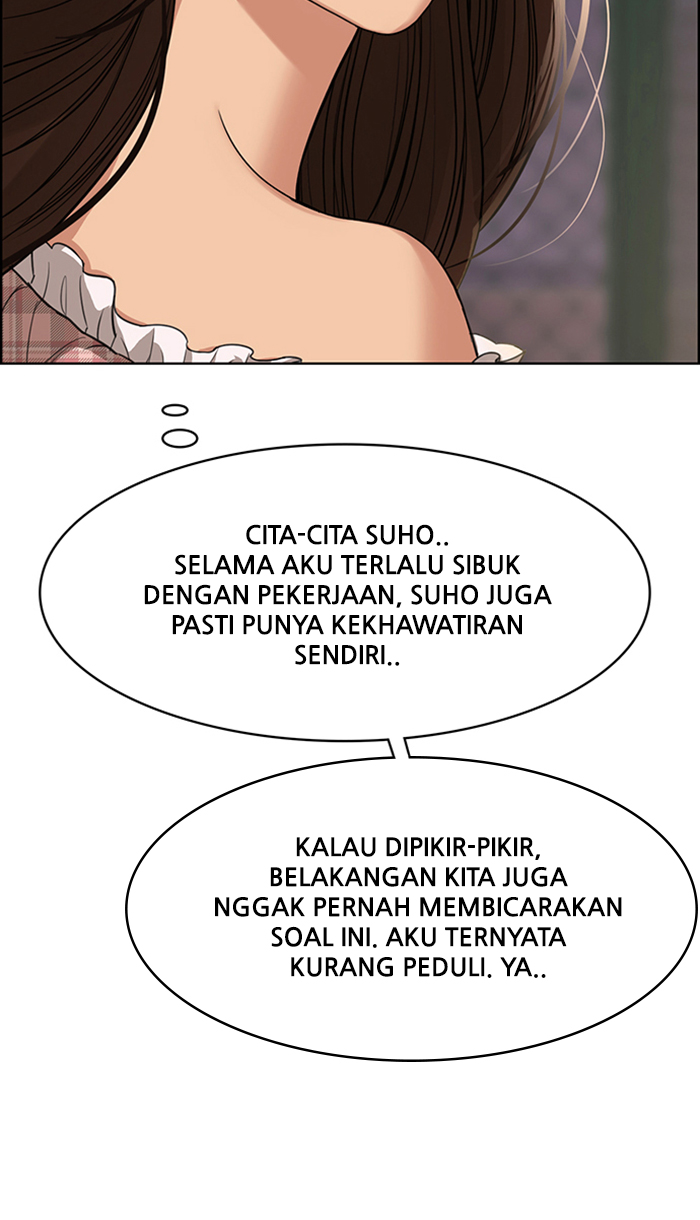 CITA-CITA SUHO..
SELAMA AKU TERLALU SIBUK
DENGAN PEKERJAAN, SUHO JUGA
PASTI PUNYA KEKHAWATIRAN
SENDIRI..
KALAU DIPIKIR-PIKIR,
BELAKANGAN KITA JUGA
NGGAK PERNAH MEMBICARAKAN
SOAL INI. AKU TERNYATA
KURANG PEDULI. YA..